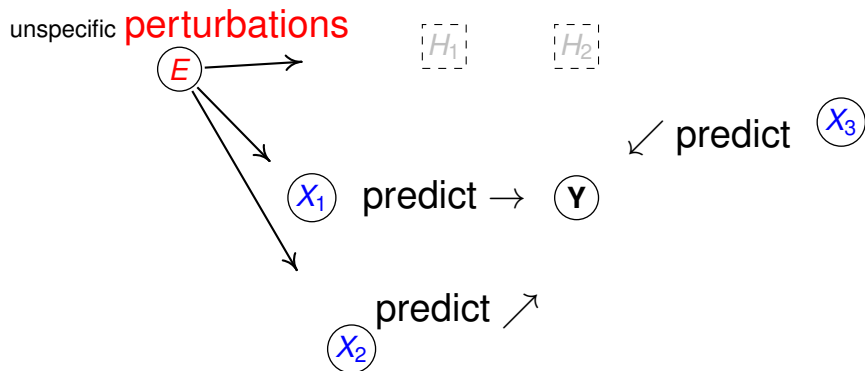 unspecific perturbations
E
H₁
H₂
X₃
↙ predict
X₁
predict →
Y
predict ↗
X₂